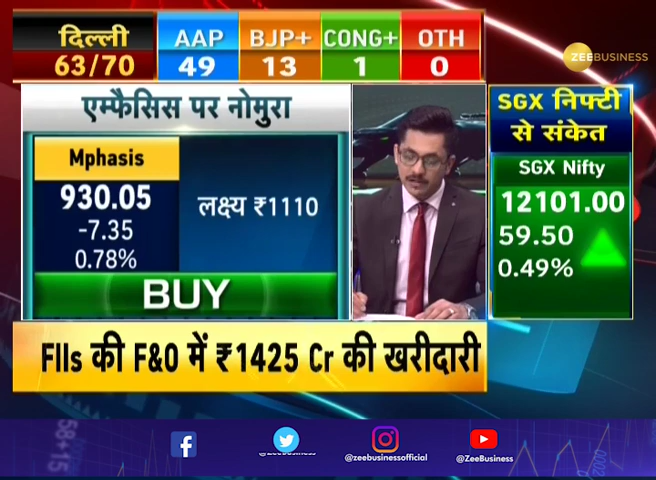 दिल्ली
63/70
AAP
49
BJP+
13
CONG+
1
OTH
0
ZEEBUSINESS
एम्फैसिस पर नोमुरा
Mphasis
930.05
-7.35
0.78%
लक्ष्य ₹1110
BUY
SGX निफ्टी
से संकेत
SGX Nifty
12101.00
59.50
0.49%
FIIs की F&O में ₹1425 Cr की खरीदारी
58+15
@zeebusinessofficial
@ZeeBusiness